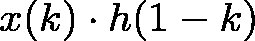 x(k) · h(1 − k)